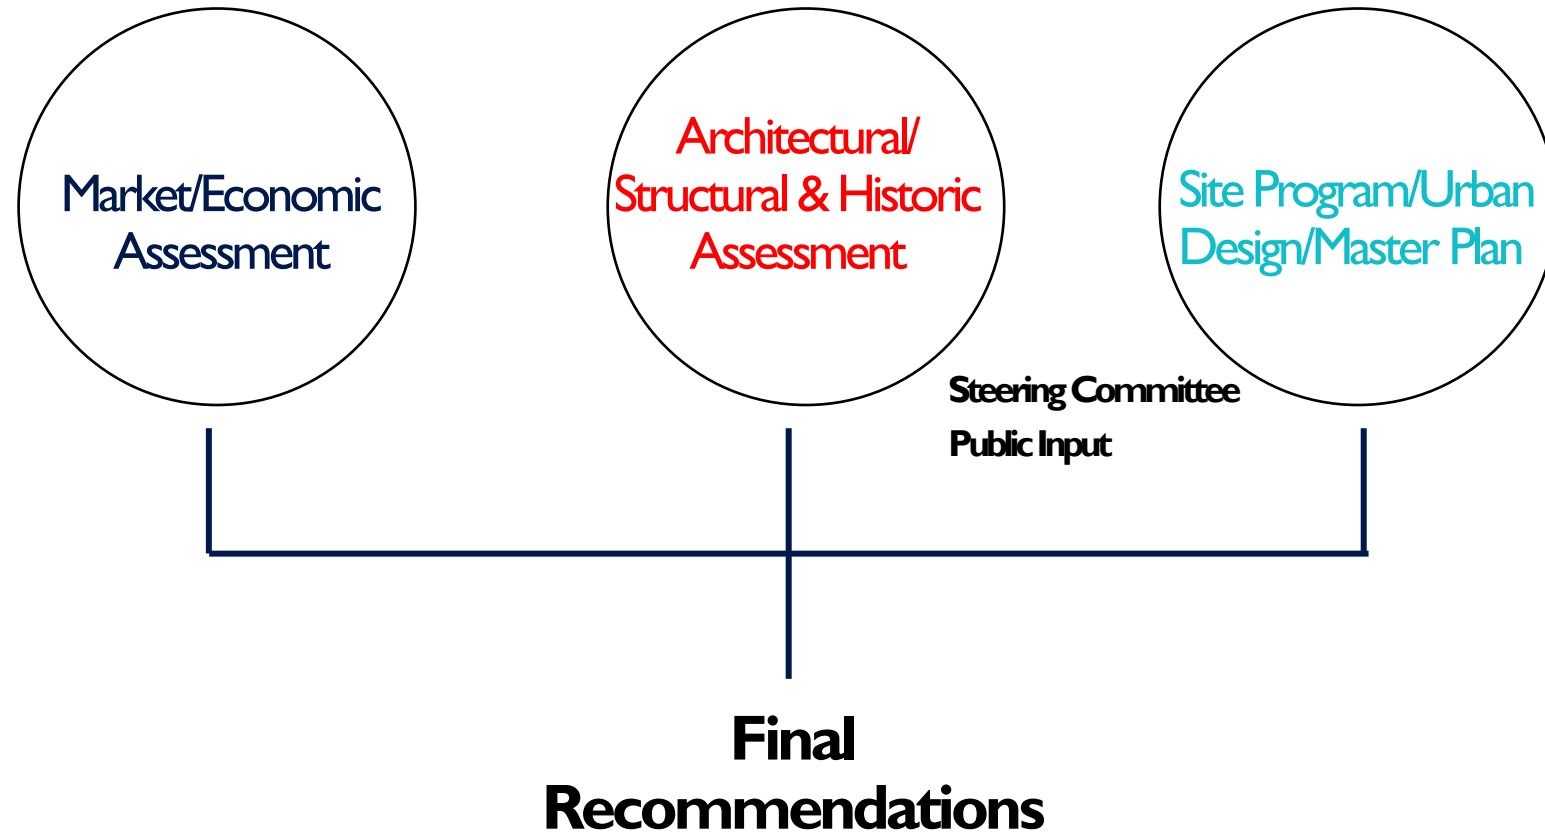 Market/Economic
Assessment
Architectural/
Structural & Historic
Assessment
Site Program/Urban
Design/Master Plan
Steering Committee
Public Input
Final
Recommendations